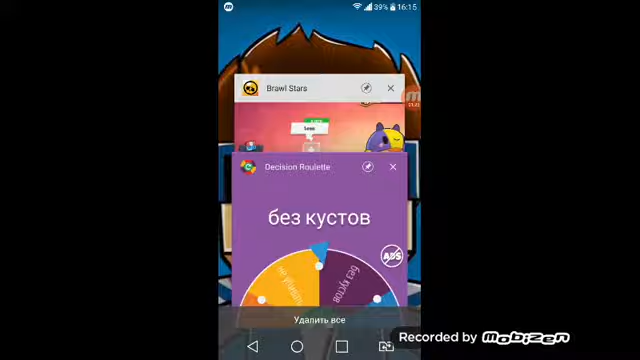 39% 16:15
Brawl Stars
Decision Roulette
без кустов
ADS
без кустов
Удалить все
Recorded by MOBIZEN